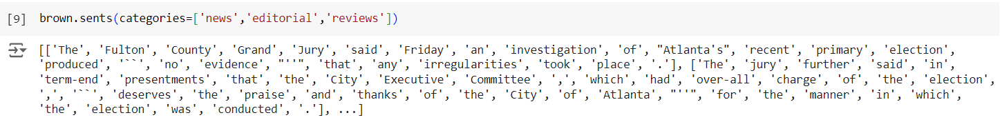 [9] brown.sents(categories=['news','editorial','reviews'])
[['The', 'Fulton', 'County', 'Grand', 'Jury', 'said', 'Friday', 'an', 'investigation', 'of', "Atlanta's", 'recent', 'primary', 'election',
'produced', '``', 'no', 'evidence', "''", 'that', 'any', 'irregularities', 'took', 'place', '.'], ['The', 'jury', 'further', 'said', 'in',
'term-end', 'presentments', 'that', 'the', 'City', 'Executive', 'Committee', ',', 'which', 'had', 'over-all', 'charge', 'of', 'the', 'election',
',', '``', 'deserves', 'the', 'praise', 'and', 'thanks', 'of', 'the', 'City', 'of', 'Atlanta', "''", 'for', 'the', 'manner', 'in', 'which',
'the', 'election', 'was', 'conducted', '.'], ...]